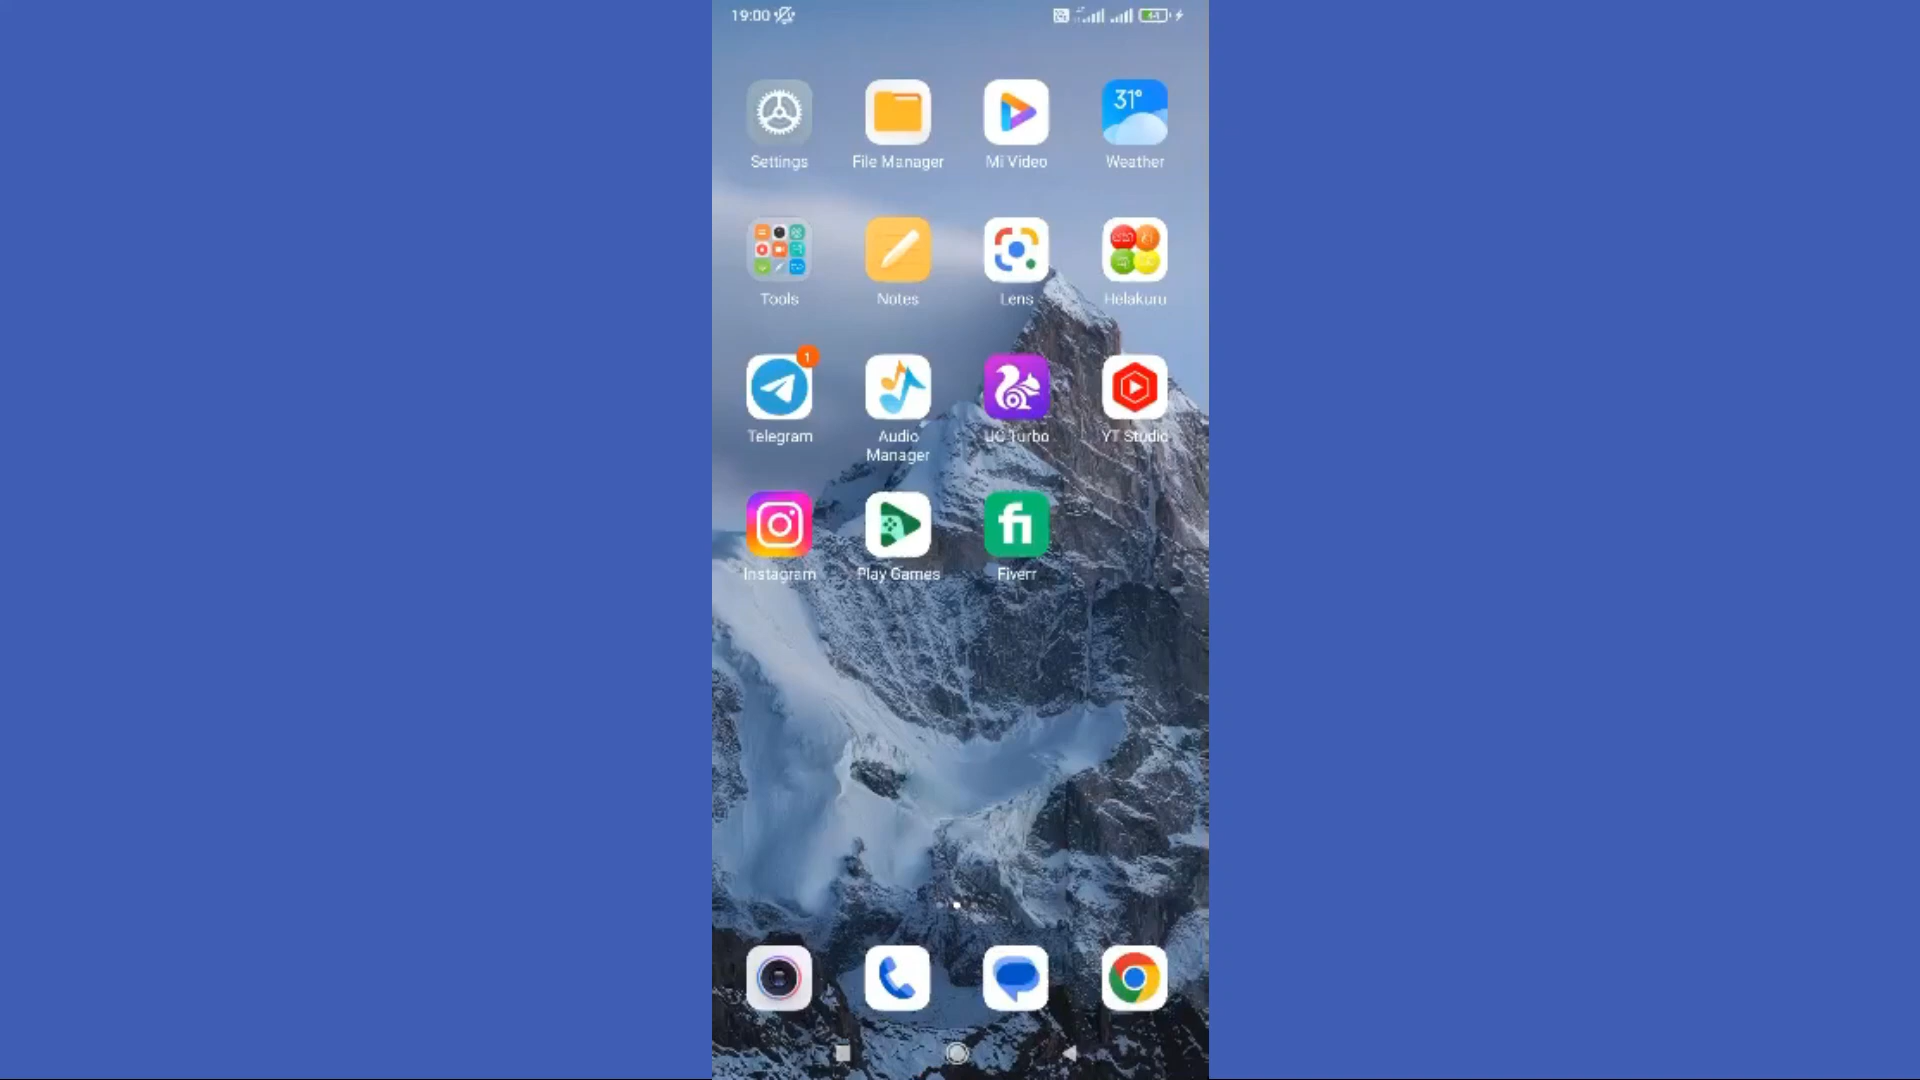 19:00
31°
Settings
File Manager
Mi Video
Weather
Tools
Notes
Lens
Helakuru
1
Telegram
Audio
Manager
UC Turbo
YT Studio
fi
Instagram
Play Games
Fiverr